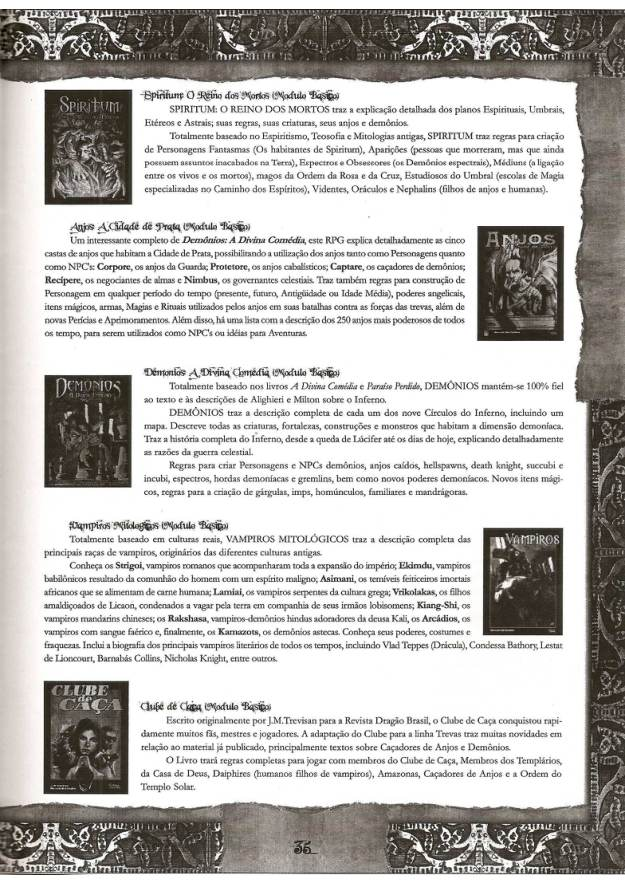 SPIRITUM
Spiritum: O Reino dos Mortos (Modulo Basico)
SPIRITUM: O REINO DOS MORTOS traz a explicação detalhada dos planos Espirituais, Umbrais,
Etéreos e Astrais; suas regras, suas criaturas, seus anjos e demônios.
Totalmente baseado no Espiritismo, Teosofia e Mitologias antigas, SPIRITUM traz regras para criação
de Personagens Fantasmas (Os habitantes de Spiritum), Aparições (pessoas que morreram, mas que ainda
possuem assuntos inacabados na Terra), Espectros e Obsessores (os Demônios espectrais), Médiuns (a ligação
entre os vivos e os mortos), magos da Ordem da Rosa e da Cruz, Estudiosos do Umbral (escolas de Magia
especializadas no Caminho dos Espíritos), Videntes, Oráculos e Nephalins (filhos de anjos e humanas).
Anjos: A Cidade de Prata (Modulo Basico)
Um interessante completo de Demônios: A Divina Comédia, este RPG explica detalhadamente as cinco
castas de anjos que habitam a Cidade de Prata, possibilitando a utilização dos anjos tanto como Personagens quanto
como NPC's: Corpore, os anjos da Guarda; Protetore, os anjos cabalísticos; Captare, os caçadores de demônios;
Recípere, os negociantes de almas e Nimbus, os governantes celestiais. Traz também regras para construção de
Personagem em qualquer período do tempo (presente, futuro, Antigüidade ou Idade Média), poderes angelicais,
itens mágicos, armas, Magias e Rituais utilizados pelos anjos em suas batalhas contra as forças das trevas, além de
novas Perícias e Aprimoramentos. Além disso, há uma lista com a descrição dos 250 anjos mais poderosos de todos
os tempo, para serem utilizados como NPC's ou idéias para Aventuras.
ANJOS
DEMÔNIOS
A DIVINA COMÉDIA
Demonios: A Divina Comédia (Modulo Basico)
Totalmente baseado nos livros A Divina Comédia e Paraíso Perdido, DEMÔNIOS mantém-se 100% fiel
ao texto e às descrições de Alighieri e Milton sobre o Inferno.
DEMÔNIOS traz a descrição completa de cada um dos nove Círculos do Inferno, incluindo um
mapa. Descreve todas as criaturas, fortalezas, construções e monstros que habitam a dimensão demoníaca.
Traz a história completa do Inferno, desde a queda de Lúcifer até os dias de hoje, explicando detalhadamente
as razões da guerra celestial.
Regras para criar Personagens e NPCs demônios, anjos caídos, hellspawns, death knight, succubi e
incubi, espectros, hordas demoníacas e gremlins, bem como novos poderes demoníacos. Novos itens mági-
cos, regras para a criação de gárgulas, imps, homúnculos, familiares e mandrágoras.
Vampiros Mitologicos (Modulo Basico)
Totalmente baseado em culturas reais, VAMPIROS MITOLÓGICOS traz a descrição completa das
principais raças de vampiros, originários das diferentes culturas antigas.
Conheça os Strigoi, vampiros romanos que acompanharam toda a expansão do império; Ekimdu, vampiros
babilônicos resultado da comunhão do homem com um espírito maligno; Asimani, os temíveis feiticeiros imortais
africanos que se alimentam de carne humana; Lamiai, os vampiros serpentes da cultura grega; Vrikolakas, os filhos
amaldiçoados de Licaon, condenados a vagar pela terra em companhia de seus irmãos lobisomens; Kiang-Shi, os
vampiros mandarins chineses; os Rakshasa, vampiros-demônios hindus adoradores da deusa Kali, os Arcádios, os
vampiros com sangue faérico e, finalmente, os Kamazots, os demônios astecas. Conheça seus poderes, costumes e
fraquezas. Inclui a biografia dos principais vampiros literários de todos os tempos, incluindo Vlad Teppes (Drácula), Condessa Bathory, Lestat
de Lioncourt, Barnabás Collins, Nicholas Knight, entre outros.
VAMPIROS
CLUBE
de
CAÇA
Clube de Caça (Modulo Basico)
Escrito originalmente por J.M.Trevisan para a Revista Dragão Brasil, o Clube de Caça conquistou rapi-
damente muitos fãs, mestres e jogadores. A adaptação do Clube para a linha Trevas traz muitas novidades em
relação ao material já publicado, principalmente textos sobre Caçadores de Anjos e Demônios.
O Livro trará regras completas para jogar com membros do Clube de Caça, Membros dos Templários,
da Casa de Deus, Daiphires (humanos filhos de vampiros), Amazonas, Caçadores de Anjos e a Ordem do
Templo Solar.
35